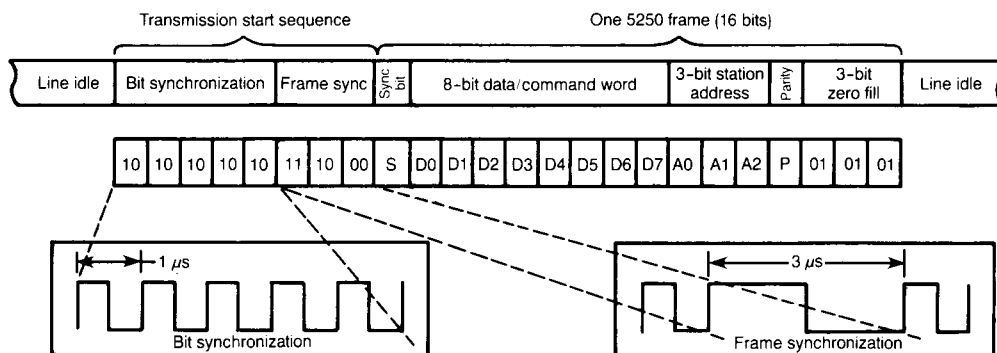 Transmission start sequence One 5250 frame (16 bits)
Line idle Bit synchronization Frame sync Sync bit 8-bit data/command word 3-bit station address Parity 3-bit zero fill Line idle
10 10 10 10 10 11 10 00 S D0 D1 D2 D3 D4 D5 D6 D7 A0 A1 A2 P 01 01 01
1 μs 3 μs
Bit synchronization Frame synchronization